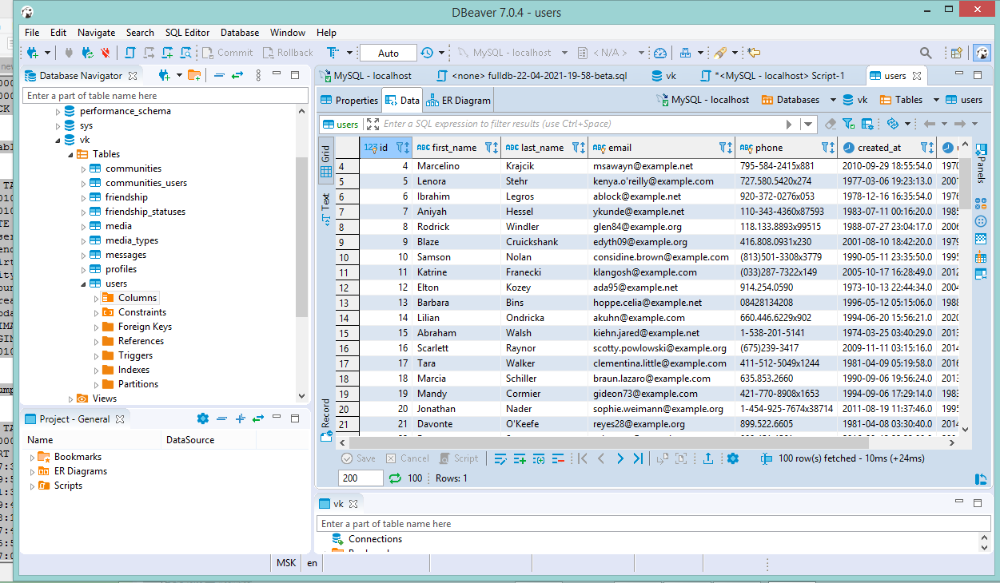 DBeaver 7.0.4 - users
File Edit Navigate Search SQL Editor Database Window Help
Commit Rollback Auto MySQL - localhost < N/A >
Database Navigator
MySQL - localhost <none> fulldb-22-04-2021-19-58-beta.sql vk *<MySQL - localhost> Script-1 users
Enter a part of table name here
performance_schema
sys
vk
Tables
communities
communities_users
friendship
friendship_statuses
media
media_types
messages
profiles
users
Columns
Constraints
Foreign Keys
References
Triggers
Indexes
Partitions
Views
Properties Data ER Diagram MySQL - localhost Databases vk Tables users
users Enter a SQL expression to filter results (use Ctrl+Space)
Grid
Text
Record
Panels
123 id ABC first_name ABC last_name ABC email ABC phone created_at
4 4 Marcelino Krajcik msawayn@example.net 795-584-2415x881 2010-09-29 18:55:54.0 1970
5 5 Lenora Stehr kenya.o'reilly@example.com 727.580.5420x274 1977-03-06 19:23:13.0 2001
6 6 Ibrahim Legros ablock@example.net 920-372-0276x053 1978-12-16 16:35:54.0 1976
7 7 Aniyah Hessel ykunde@example.net 110-343-4360x87593 1983-07-11 00:16:20.0 1985
8 8 Rodrick Windler glen84@example.org 118.133.8893x99515 1988-07-27 23:04:17.0 2006
9 9 Blaze Cruickshank edyth09@example.org 416.808.0931x230 2001-08-10 18:42:20.0 1979
10 10 Samson Nolan considine.brown@example.com (813)501-3308x3779 1990-05-11 23:35:50.0 1995
11 11 Katrine Franecki klangosh@example.com (033)287-7322x149 2005-10-17 16:28:49.0 2012
12 12 Elton Kozey ada95@example.net 914.254.0590 1973-10-13 22:44:34.0 2004
13 13 Barbara Bins hoppe.celia@example.net 08428134208 1996-05-12 05:15:06.0 1988
14 14 Lilian Ondricka akuhn@example.com 660.446.6229x902 1994-06-20 15:56:21.0 2020
15 15 Abraham Walsh kiehn.jared@example.net 1-538-201-5141 1974-03-25 03:40:29.0 2013
16 16 Scarlett Raynor scotty.powlowski@example.org (675)239-3417 2009-11-11 03:15:16.0 2014
17 17 Tara Walker clementina.little@example.com 411-512-5049x1244 1981-04-09 05:19:58.0 2016
18 18 Marcia Schiller braun.lazaro@example.com 635.853.2660 1990-09-06 19:56:24.0 2013
19 19 Mandy Cormier gideon73@example.com 421-770-8908x1653 1994-09-06 17:29:14.0 1983
20 20 Jonathan Nader sophie.weimann@example.org 1-454-925-7674x38714 2011-08-19 11:37:46.0 1995
21 21 Davonte O'Keefe reyes28@example.org 899.522.6605 1981-04-08 03:30:40.0 2014
Save Cancel Script 100 row(s) fetched - 10ms (+24ms)
200 100 Rows: 1
Project - General
Name DataSource
Bookmarks
ER Diagrams
Scripts
vk
Enter a part of table name here
Connections
MSK en